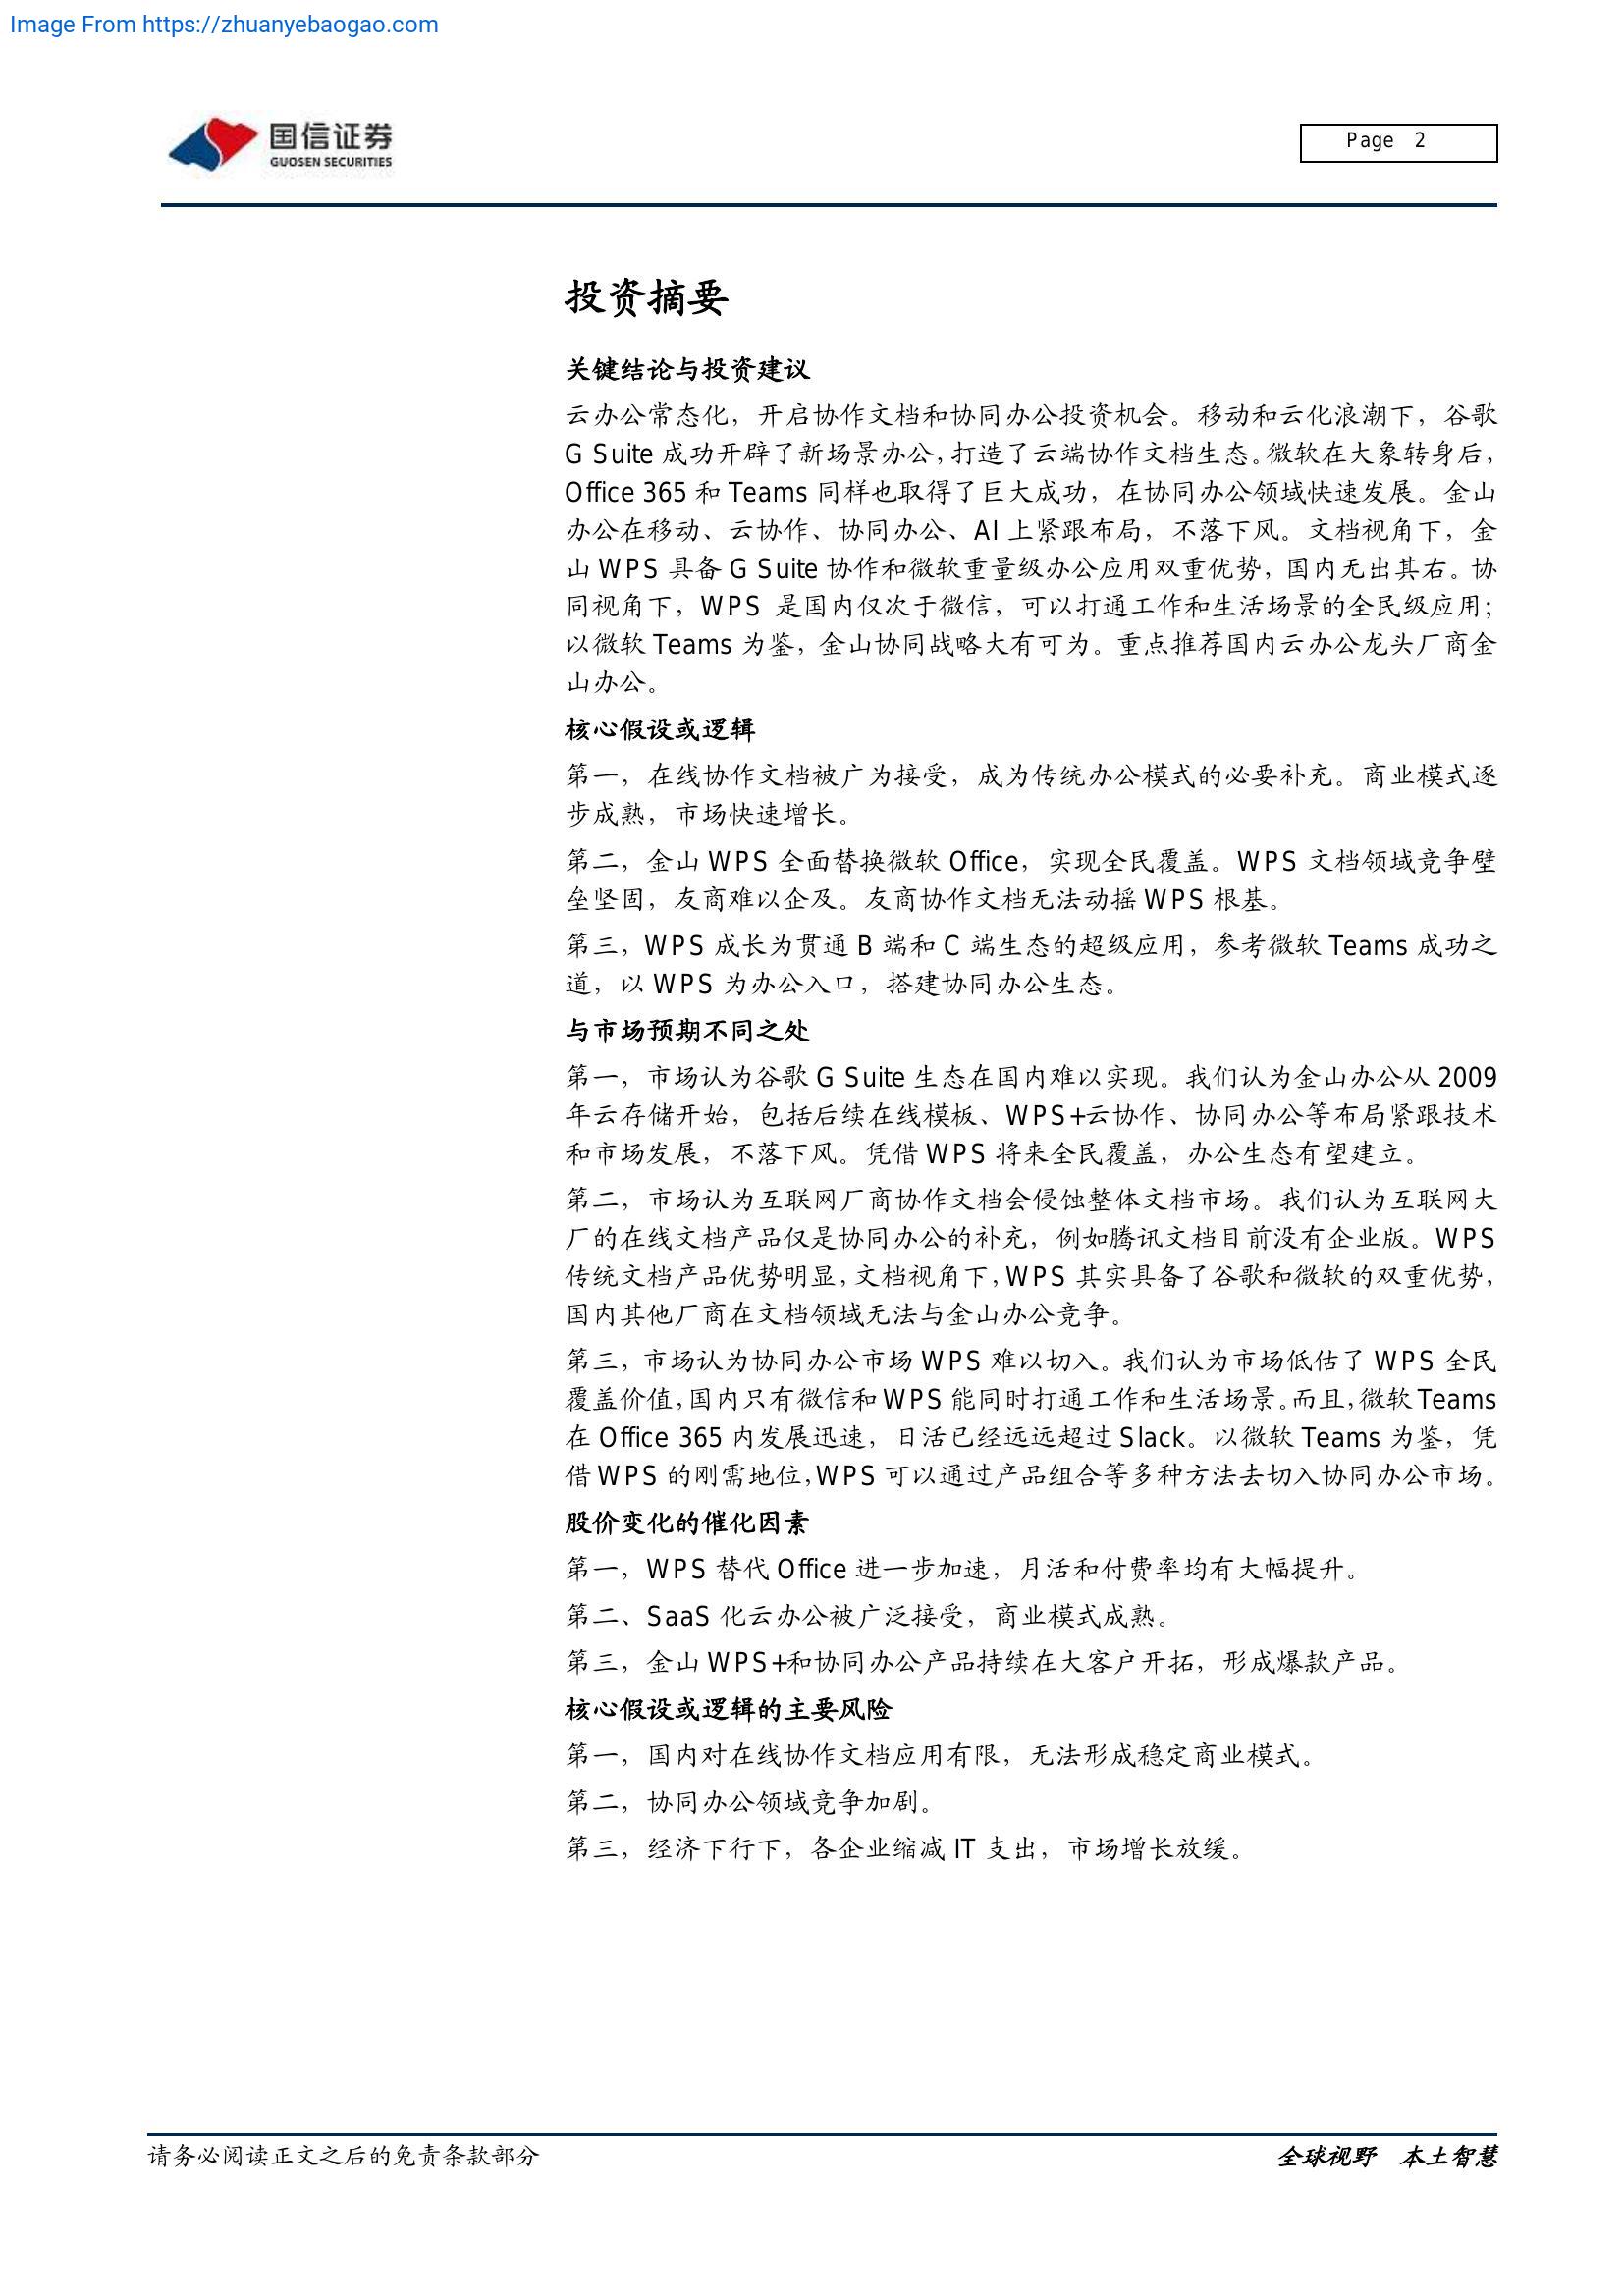 Image From https://zhuanyebaogao.com
国信证券
GUOSEN SECURITIES
Page 2
投资摘要
关键结论与投资建议
云办公常态化，开启协作文档和协同办公投资机会。移动和云化浪潮下，谷歌
G Suite 成功开辟了新场景办公，打造了云端协作文档生态。微软在大象转身后，
Office 365 和 Teams 同样也取得了巨大成功，在协同办公领域快速发展。金山
办公在移动、云协作、协同办公、AI 上紧跟布局，不落下风。文档视角下，金
山 WPS 具备 G Suite 协作和微软重量级办公应用双重优势，国内无出其右。协
同视角下，WPS 是国内仅次于微信，可以打通工作和生活场景的全民级应用；
以微软 Teams 为鉴，金山协同战略大有可为。重点推荐国内云办公龙头厂商金
山办公。
核心假设或逻辑
第一，在线协作文档被广为接受，成为传统办公模式的必要补充。商业模式逐
步成熟，市场快速增长。
第二，金山 WPS 全面替换微软 Office，实现全民覆盖。WPS 文档领域竞争壁
垒坚固，友商难以企及。友商协作文档无法动摇 WPS 根基。
第三，WPS 成长为贯通 B 端和 C 端生态的超级应用，参考微软 Teams 成功之
道，以 WPS 为办公入口，搭建协同办公生态。
与市场预期不同之处
第一，市场认为谷歌 G Suite 生态在国内难以实现。我们认为金山办公从 2009
年云存储开始，包括后续在线模板、WPS+云协作、协同办公等布局紧跟技术
和市场发展，不落下风。凭借 WPS 将来全民覆盖，办公生态有望建立。
第二，市场认为互联网厂商协作文档会侵蚀整体文档市场。我们认为互联网大
厂的在线文档产品仅是协同办公的补充，例如腾讯文档目前没有企业版。WPS
传统文档产品优势明显，文档视角下，WPS 其实具备了谷歌和微软的双重优势，
国内其他厂商在文档领域无法与金山办公竞争。
第三，市场认为协同办公市场 WPS 难以切入。我们认为市场低估了 WPS 全民
覆盖价值，国内只有微信和 WPS 能同时打通工作和生活场景。而且，微软 Teams
在 Office 365 内发展迅速，日活已经远远超过 Slack。以微软 Teams 为鉴，凭
借 WPS 的刚需地位，WPS 可以通过产品组合等多种方法去切入协同办公市场。
股价变化的催化因素
第一，WPS 替代 Office 进一步加速，月活和付费率均有大幅提升。
第二、SaaS 化云办公被广泛接受，商业模式成熟。
第三，金山 WPS+和协同办公产品持续在大客户开拓，形成爆款产品。
核心假设或逻辑的主要风险
第一，国内对在线协作文档应用有限，无法形成稳定商业模式。
第二，协同办公领域竞争加剧。
第三，经济下行下，各企业缩减 IT 支出，市场增长放缓。
请务必阅读正文之后的免责条款部分
全球视野 本土智慧